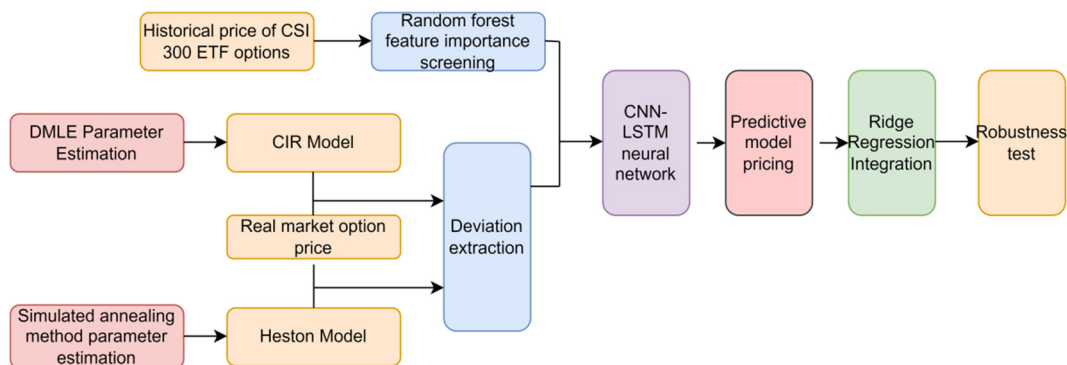 Historical price of CSI
300 ETF options
Random forest
feature importance
screening
DMLE Parameter
Estimation
CIR Model
Real market option
price
Simulated annealing
method parameter
estimation
Heston Model
Deviation
extraction
CNN-
LSTM
neural
network
Predictive
model
pricing
Ridge
Regression
Integration
Robustness
test